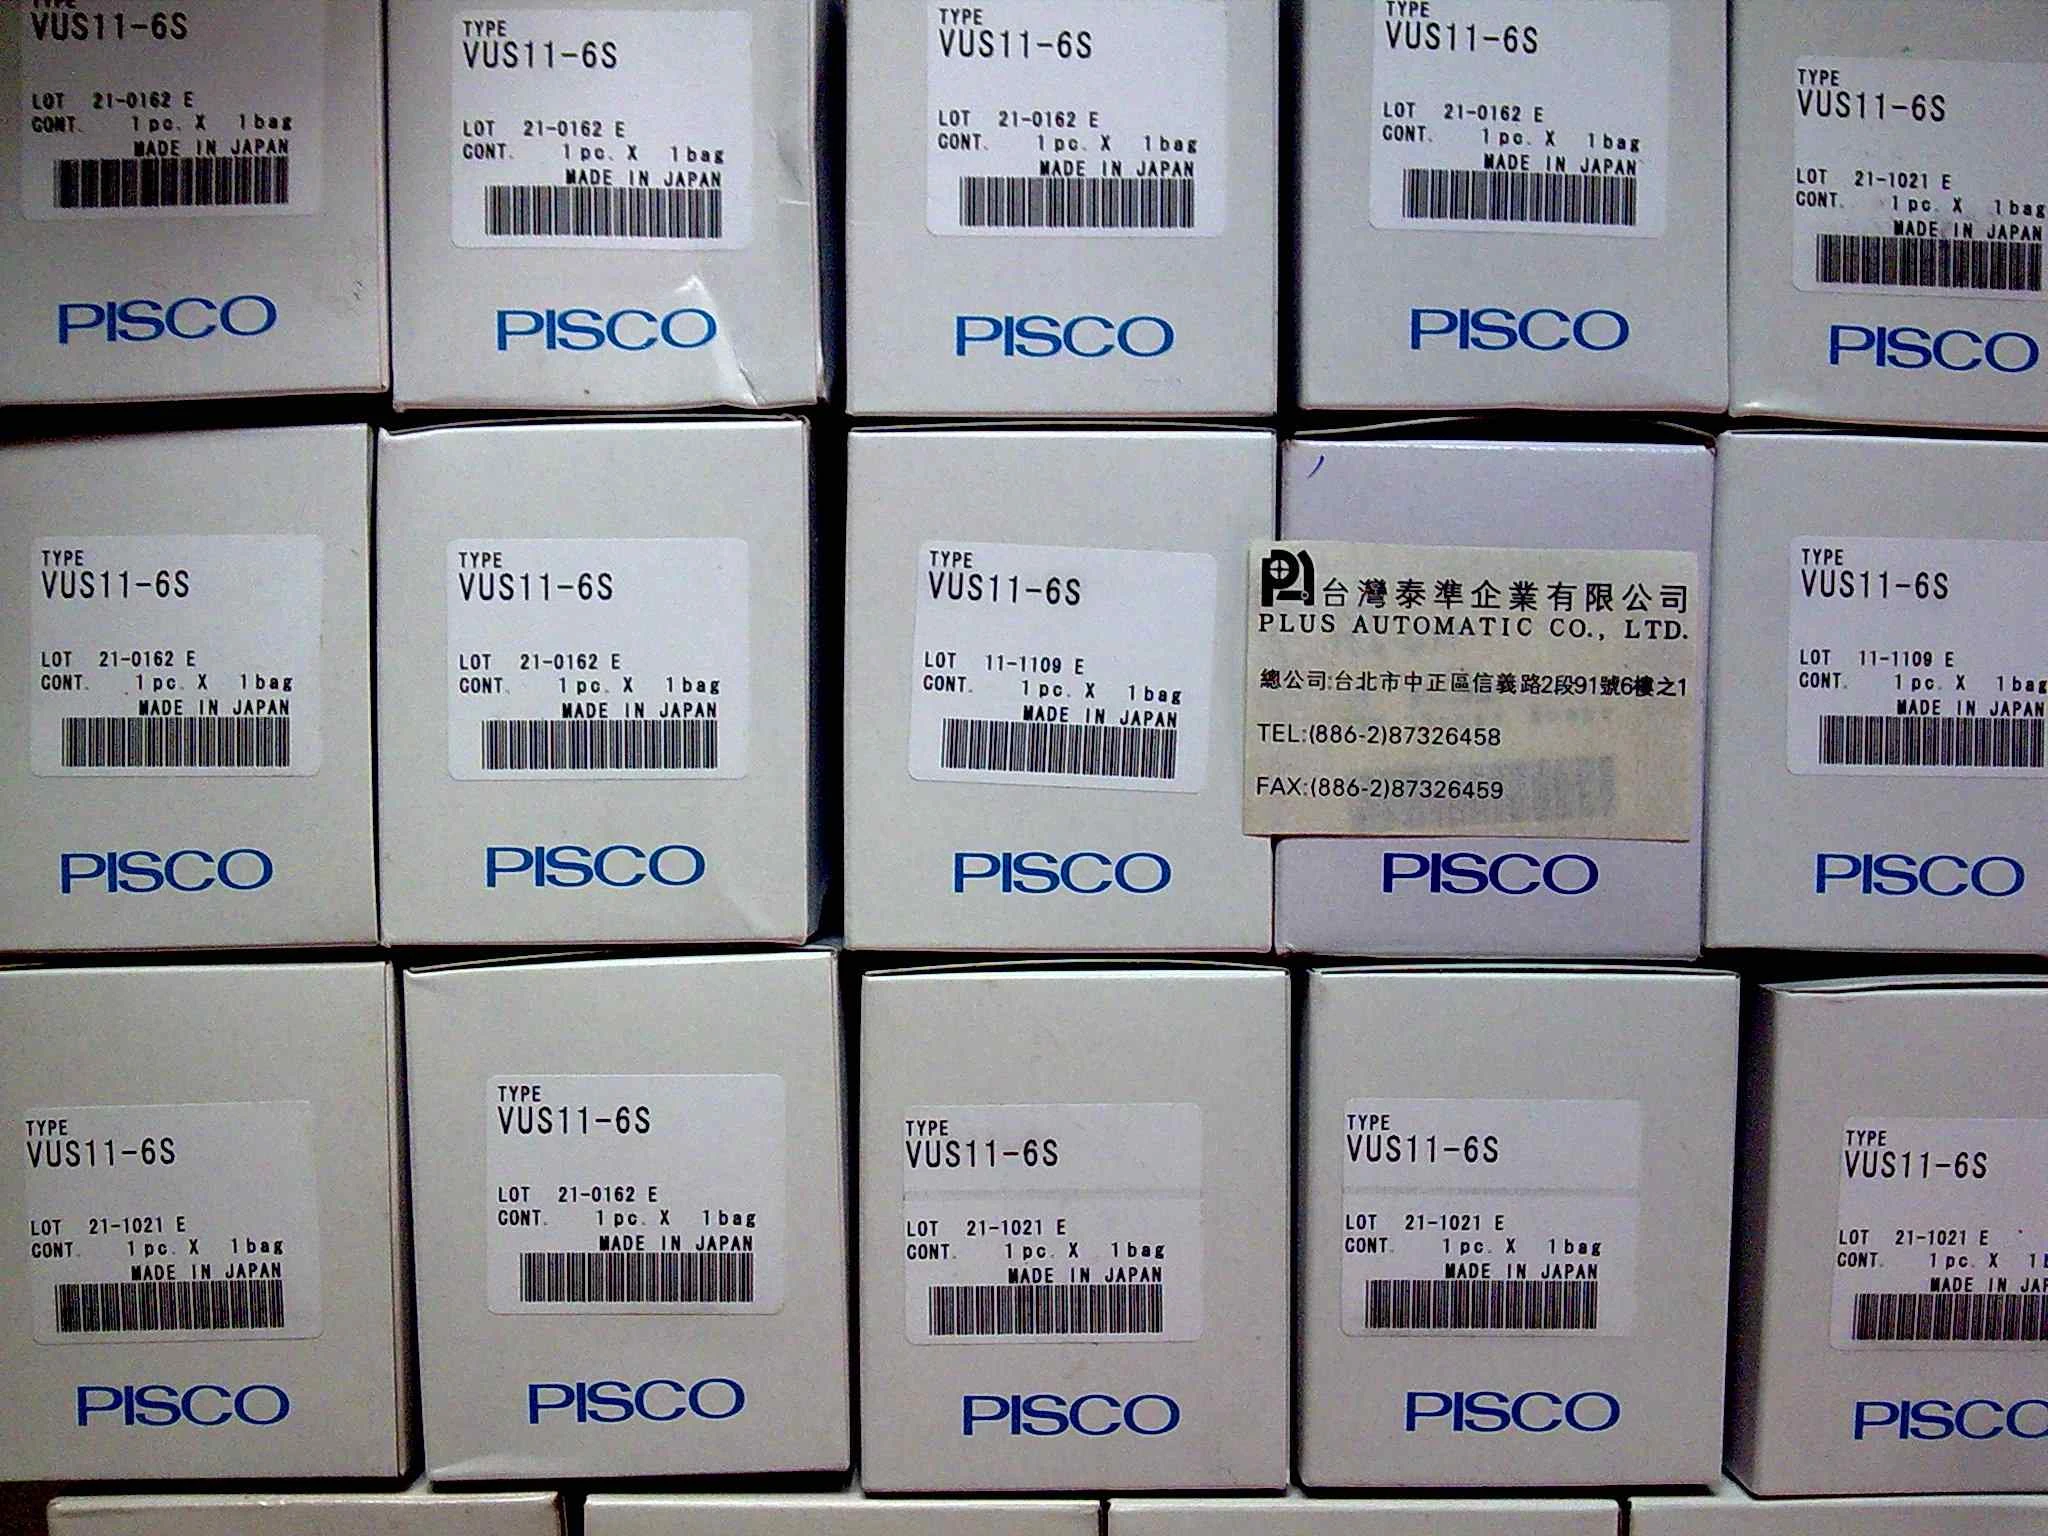 TYPE
VUS11-6S
LOT 21-0162 E
CONT. 1 pc. X 1 bag
MADE IN JAPAN
PISCO
TYPE
VUS11-6S
LOT 21-0162 E
CONT. 1 pc. X 1 bag
MADE IN JAPAN
PISCO
TYPE
VUS11-6S
LOT 21-0162 E
CONT. 1 pc. X 1 bag
MADE IN JAPAN
PISCO
TYPE
VUS11-6S
LOT 21-0162 E
CONT. 1 pc. X 1 bag
MADE IN JAPAN
PISCO
TYPE
VUS11-6S
LOT 21-1021 E
CONT. 1 pc. X 1 bag
MADE IN JAPAN
PISCO
TYPE
VUS11-6S
LOT 21-0162 E
CONT. 1 pc. X 1 bag
MADE IN JAPAN
PISCO
TYPE
VUS11-6S
LOT 21-0162 E
CONT. 1 pc. X 1 bag
MADE IN JAPAN
PISCO
TYPE
VUS11-6S
LOT 11-1109 E
CONT. 1 pc. X 1 bag
MADE IN JAPAN
PISCO
台灣泰準企業有限公司
PLUS AUTOMATIC CO., LTD.
總公司:台北市中正區信義路2段91號6樓之1
TEL:(886-2)87326458
FAX:(886-2)87326459
PISCO
TYPE
VUS11-6S
LOT 11-1109 E
CONT. 1 pc. X 1 bag
MADE IN JAPAN
PISCO
TYPE
VUS11-6S
LOT 21-1021 E
CONT. 1 pc. X 1 bag
MADE IN JAPAN
PISCO
TYPE
VUS11-6S
LOT 21-0162 E
CONT. 1 pc. X 1 bag
MADE IN JAPAN
PISCO
TYPE
VUS11-6S
LOT 21-1021 E
CONT. 1 pc. X 1 bag
MADE IN JAPAN
PISCO
TYPE
VUS11-6S
LOT 21-1021 E
CONT. 1 pc. X 1 bag
MADE IN JAPAN
PISCO
TYPE
VUS11-6S
LOT 21-1021 E
CONT. 1 pc. X 1
MADE IN JAP
PISCO